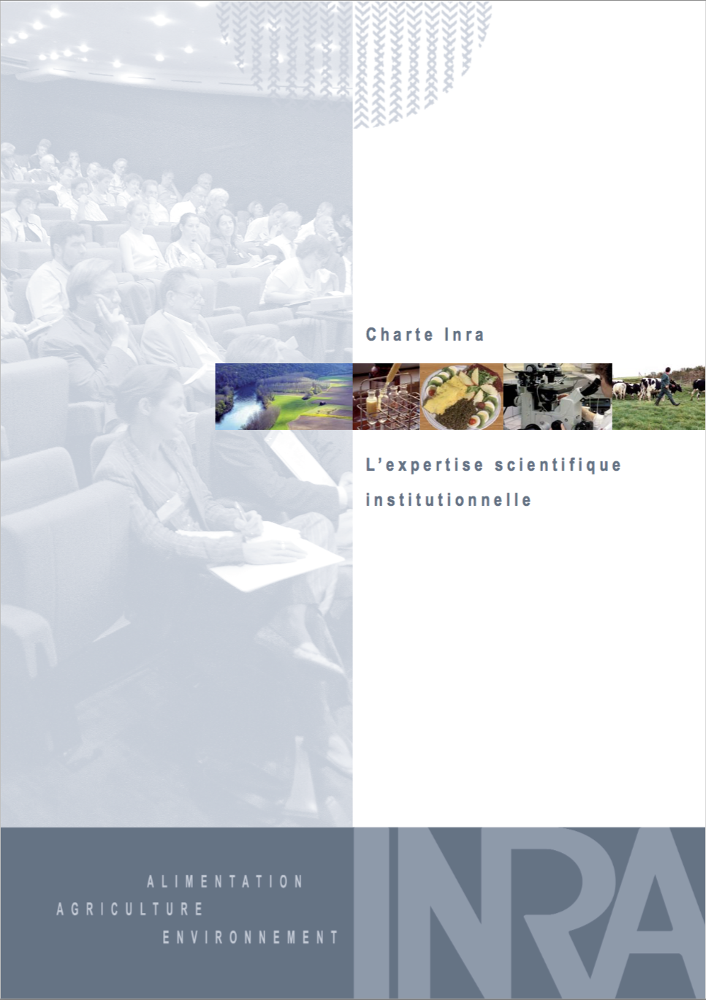 Charte Inra
L’expertise scientifique
institutionnelle
ALIMENTATION
AGRICULTURE
ENVIRONNEMENT
INRA